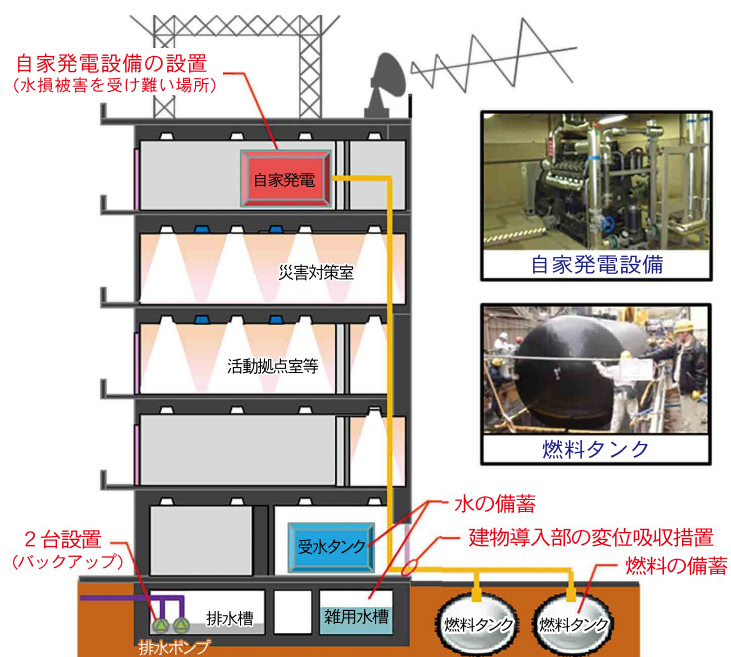 自家発電設備の設置
(水損被害を受け難い場所)
自家発電
自家発電設備
災害対策室
活動拠点室等
燃料タンク
水の備蓄
受水タンク
建物導入部の変位吸収措置
２台設置
(バックアップ)
燃料の備蓄
排水槽
雑用水槽
燃料タンク
燃料タンク
排水ポンプ